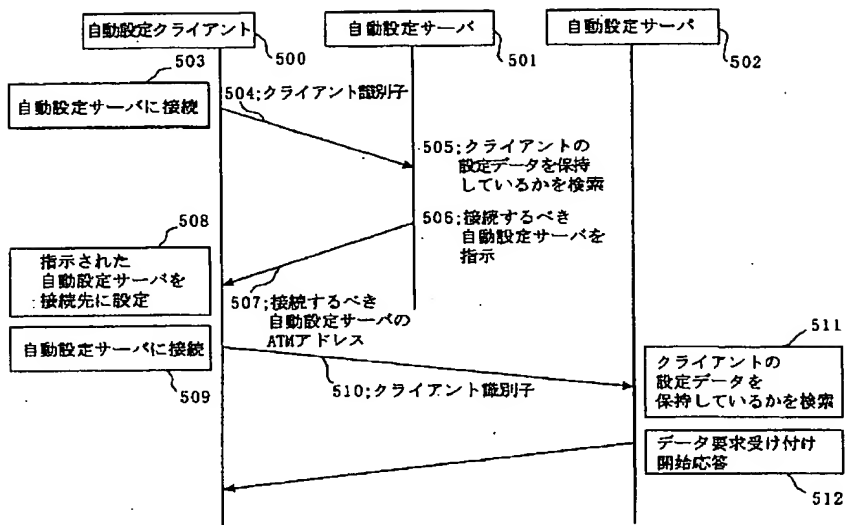 自動設定クライアント
500
自動設定サーバ
501
自動設定サーバ
502
503
自動設定サーバに接続
504;クライアント識別子
505;クライアントの
設定データを保持
しているかを検索
506;接続するべき
自動設定サーバを
指示
508
指示された
自動設定サーバを
接続先に設定
507;接続するべき
自動設定サーバの
ATMアドレス
自動設定サーバに接続
509
510;クライアント識別子
511
クライアントの
設定データを
保持しているかを検索
データ要求受け付け
開始応答
512